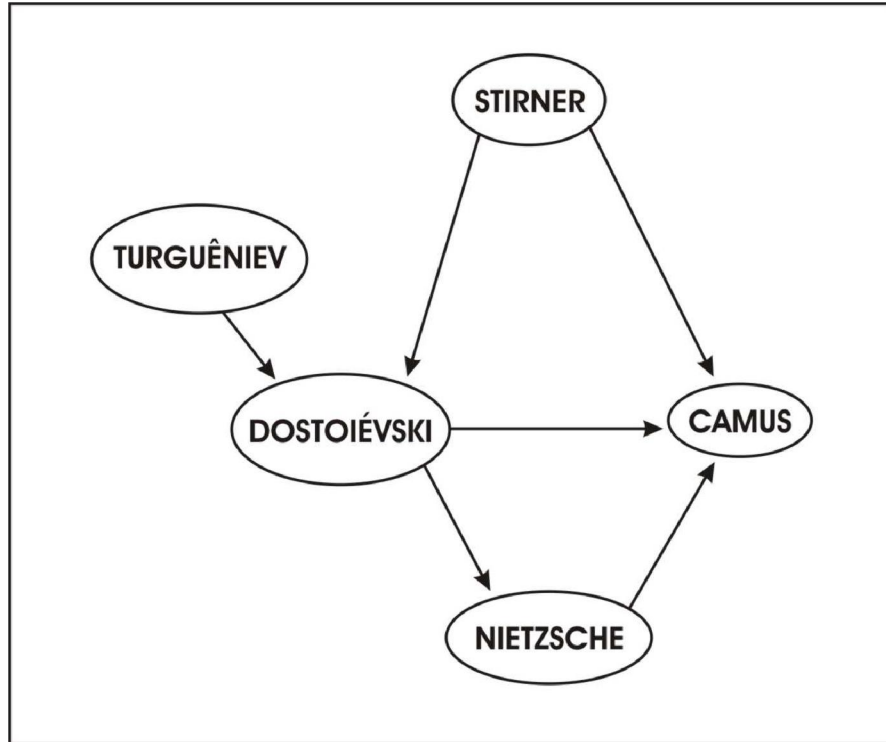 STIRNER
TURGUÊNIEV
DOSTOIÉVSKI
CAMUS
NIETZSCHE